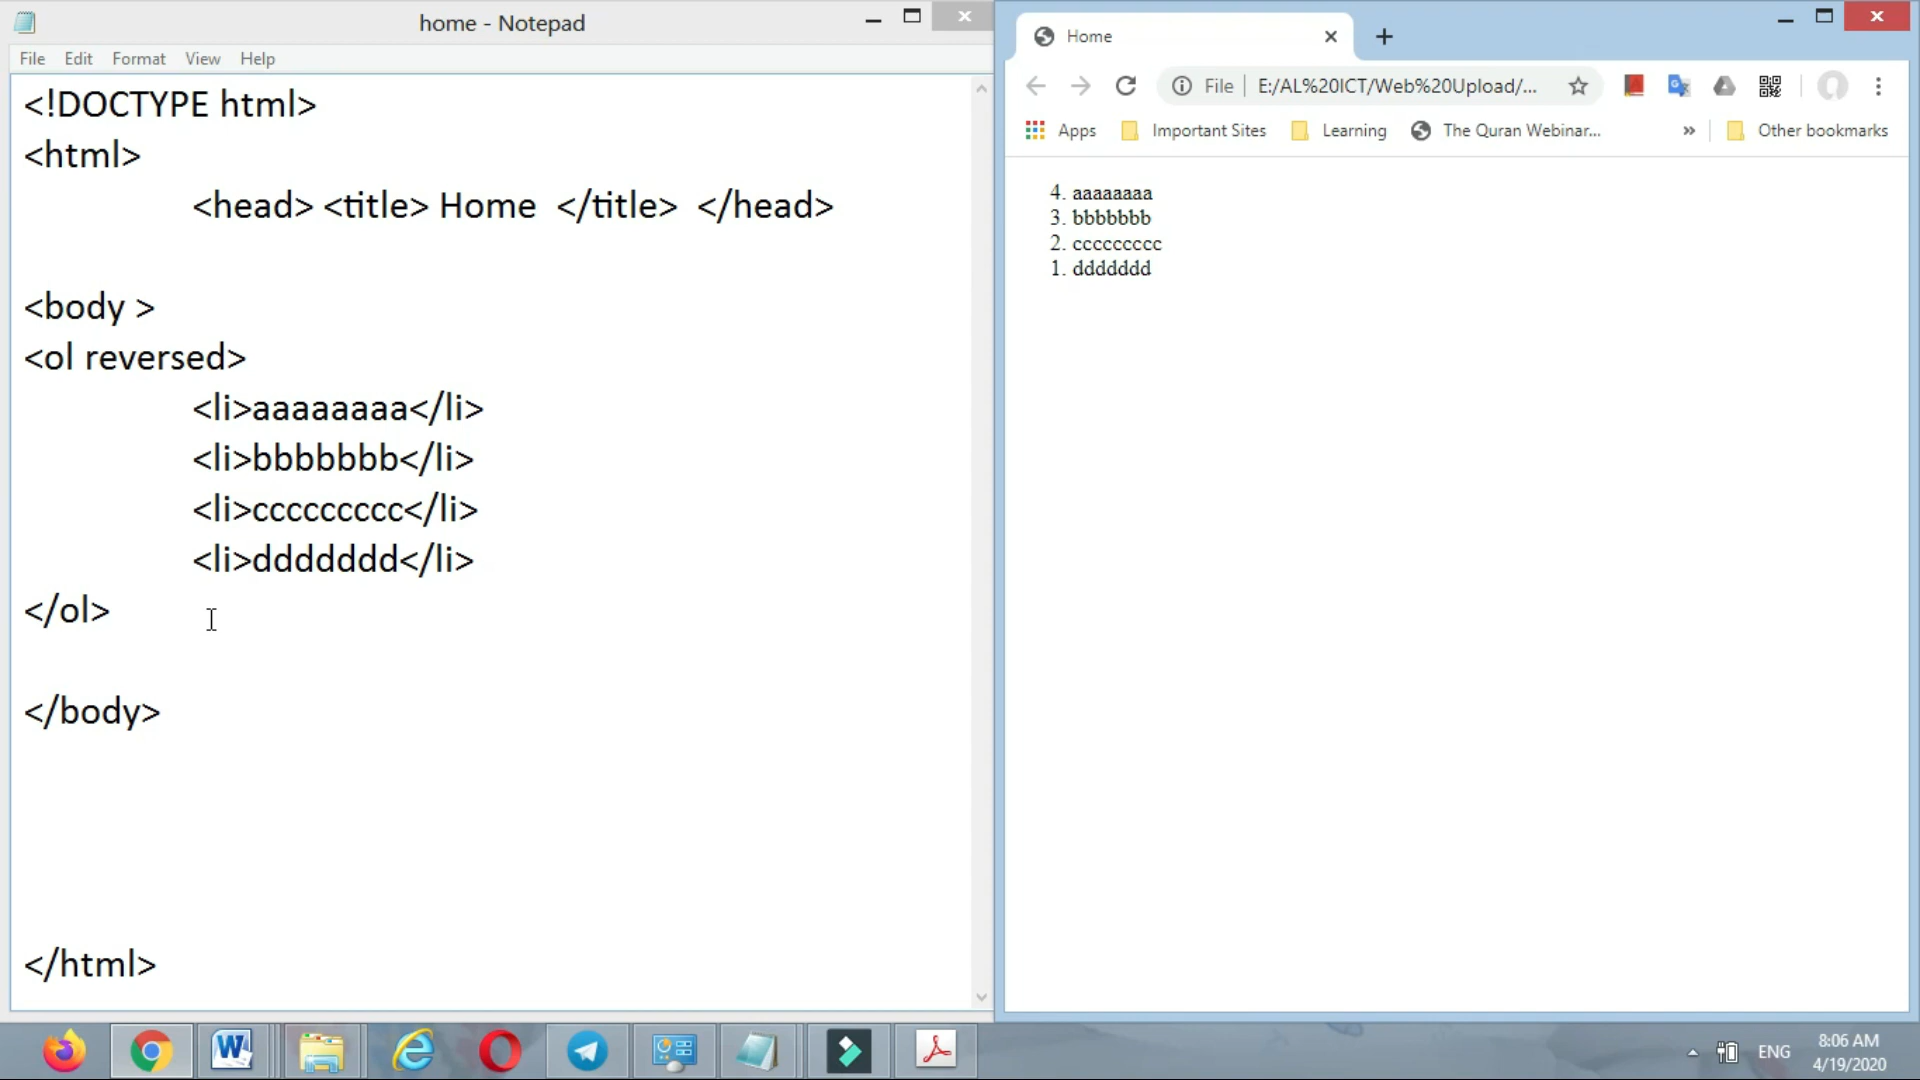 home - Notepad
File Edit Format View Help
<!DOCTYPE html>
<html>
<head> <title> Home </title> </head>
<body >
<ol reversed>
<li>aaaaaaaa</li>
<li>bbbbbbb</li>
<li>ccccccccc</li>
<li>ddddddd</li>
</ol>
</body>
</html>
Home
File E:/AL%20ICT/Web%20Upload/...
Apps Important Sites Learning The Quran Webinar... » Other bookmarks
4. aaaaaaaa
3. bbbbbbb
2. ccccccccc
1. ddddddd
ENG
8:06 AM
4/19/2020